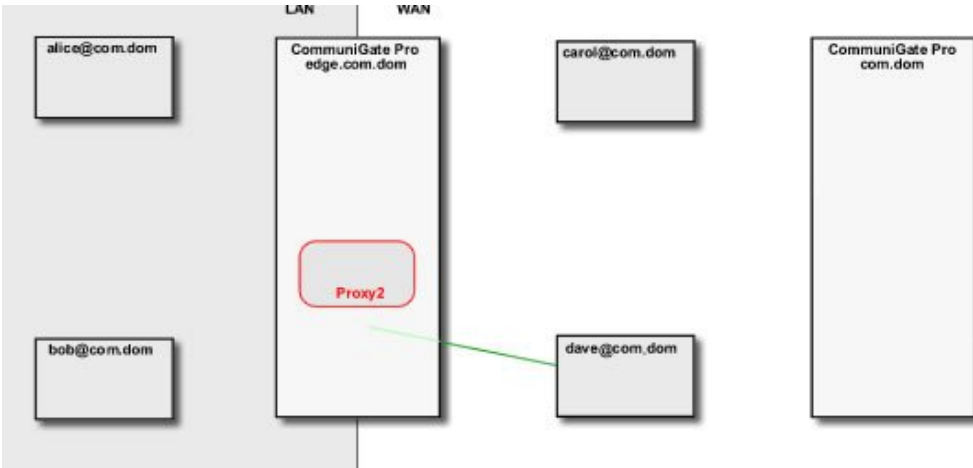 LAN
WAN
alice@com.dom
CommuniGate Pro
edge.com.dom
carol@com.dom
CommuniGate Pro
com.dom
Proxy2
bob@com.dom
dave@com,dom